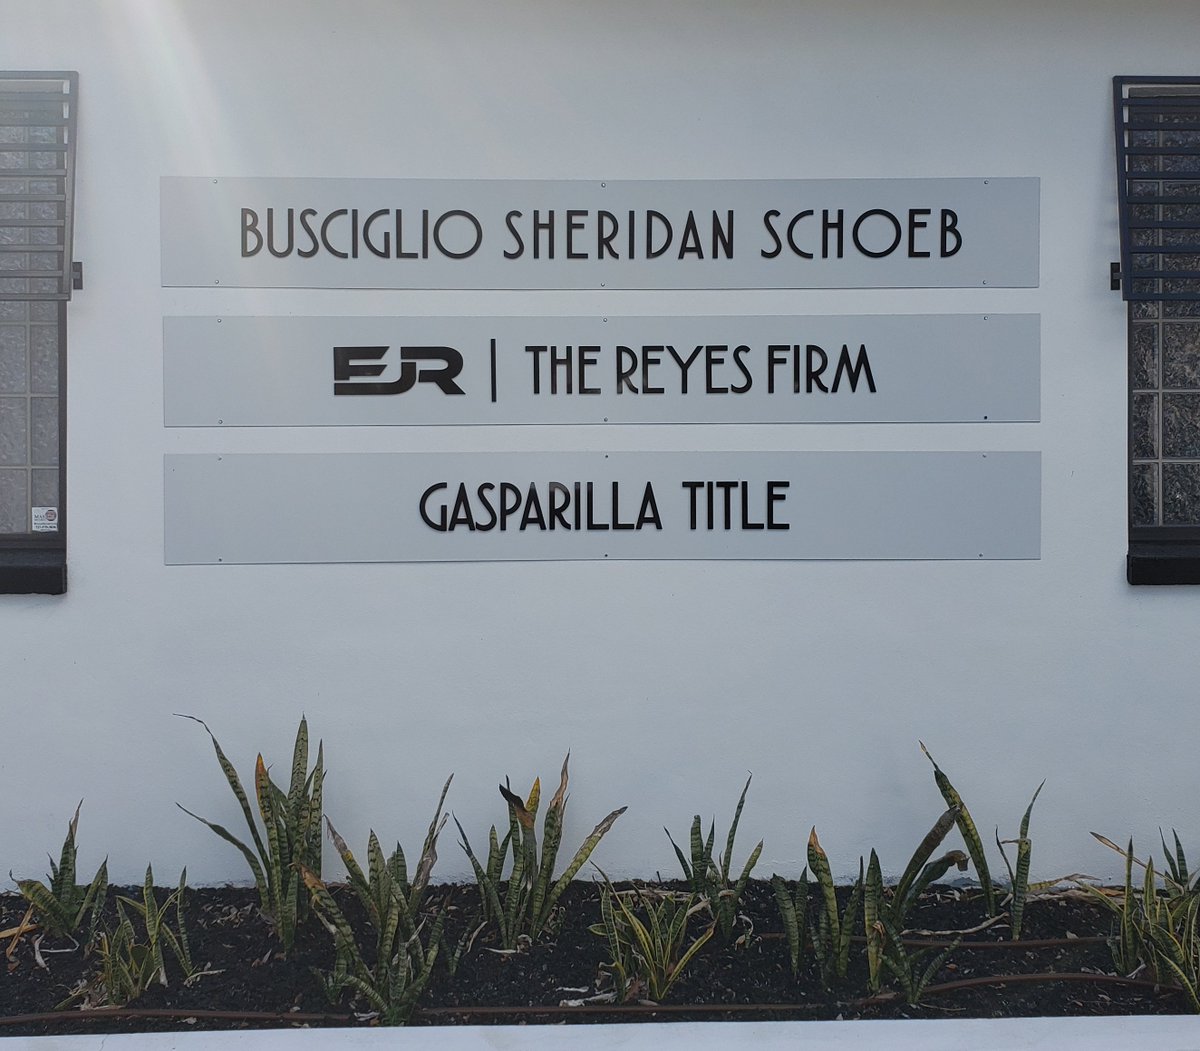 BUSCIGLIO SHERIDAN SCHOEB
EJR | THE REYES FIRM
GASPARILLA TITLE